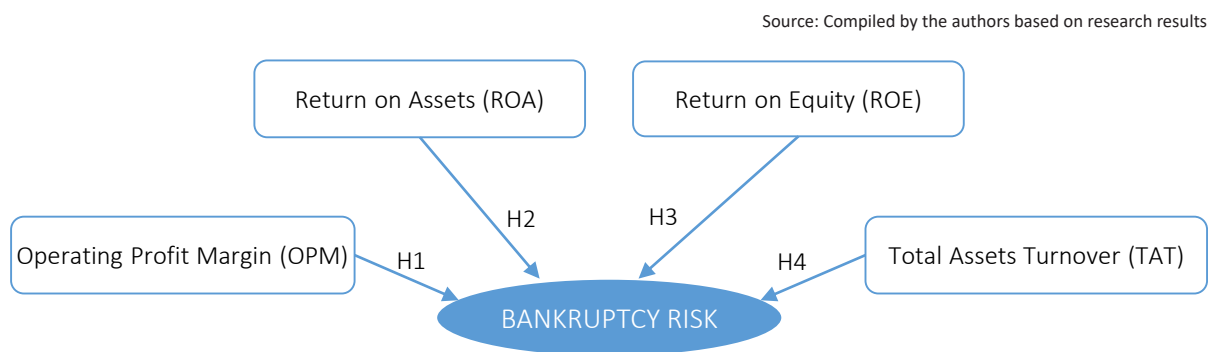 Source: Compiled by the authors based on research results
Return on Assets (ROA)
Return on Equity (ROE)
H2
H3
Operating Profit Margin (OPM)
H1
H4
Total Assets Turnover (TAT)
BANKRUPTCY RISK